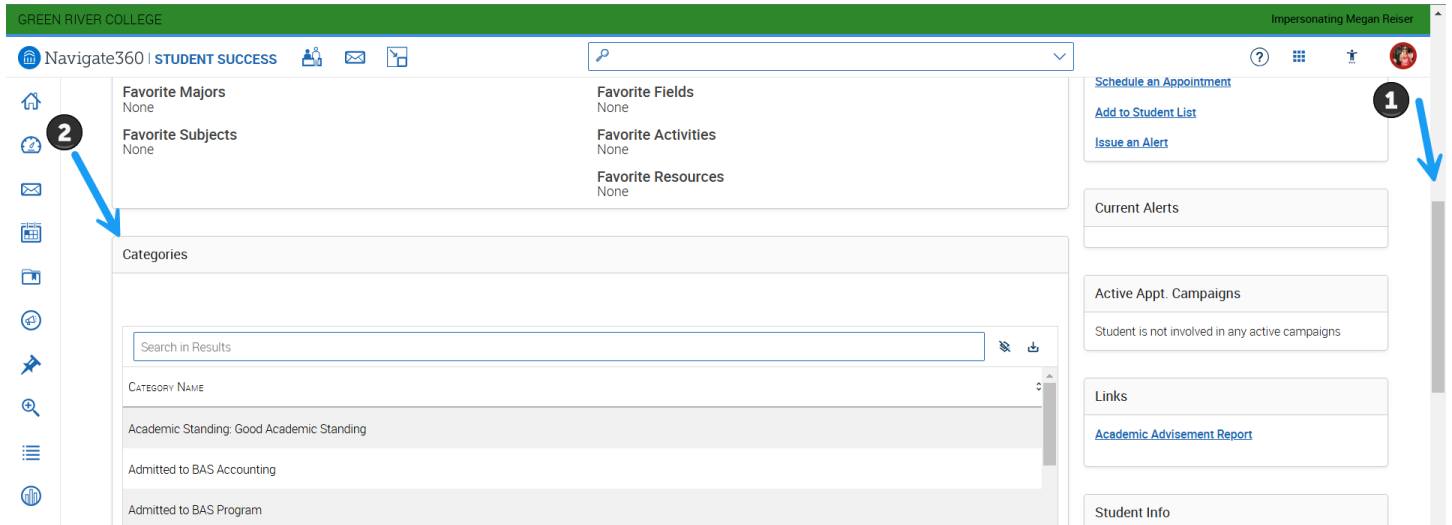 GREEN RIVER COLLEGE
Impersonating Megan Reiser
Navigate360 | STUDENT SUCCESS
?
Favorite Majors
None
Favorite Subjects
None
Favorite Fields
None
Favorite Activities
None
Favorite Resources
None
Schedule an Appointment
Add to Student List
Issue an Alert
1
2
Current Alerts
Categories
Active Appt. Campaigns
Student is not involved in any active campaigns
Search in Results
Category Name
Academic Standing: Good Academic Standing
Admitted to BAS Accounting
Admitted to BAS Program
Links
Academic Advisement Report
Student Info